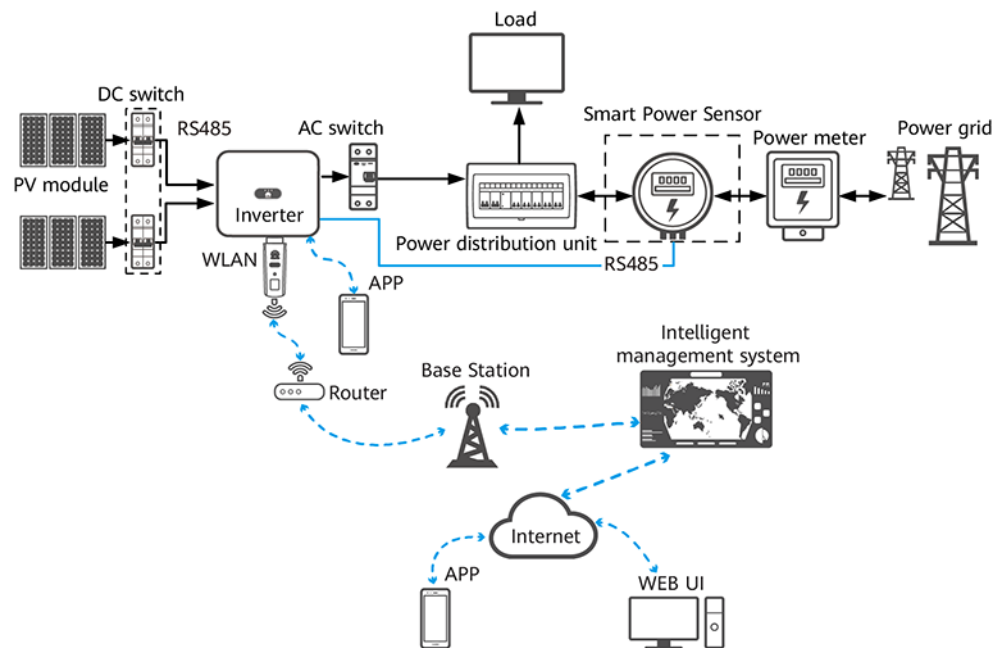 Load
DC switch
Smart Power Sensor
RS485
AC switch
Power meter
Power grid
PV module
Inverter
Power distribution unit
WLAN
RS485
APP
Intelligent
management system
Base Station
Router
Internet
APP
WEB UI